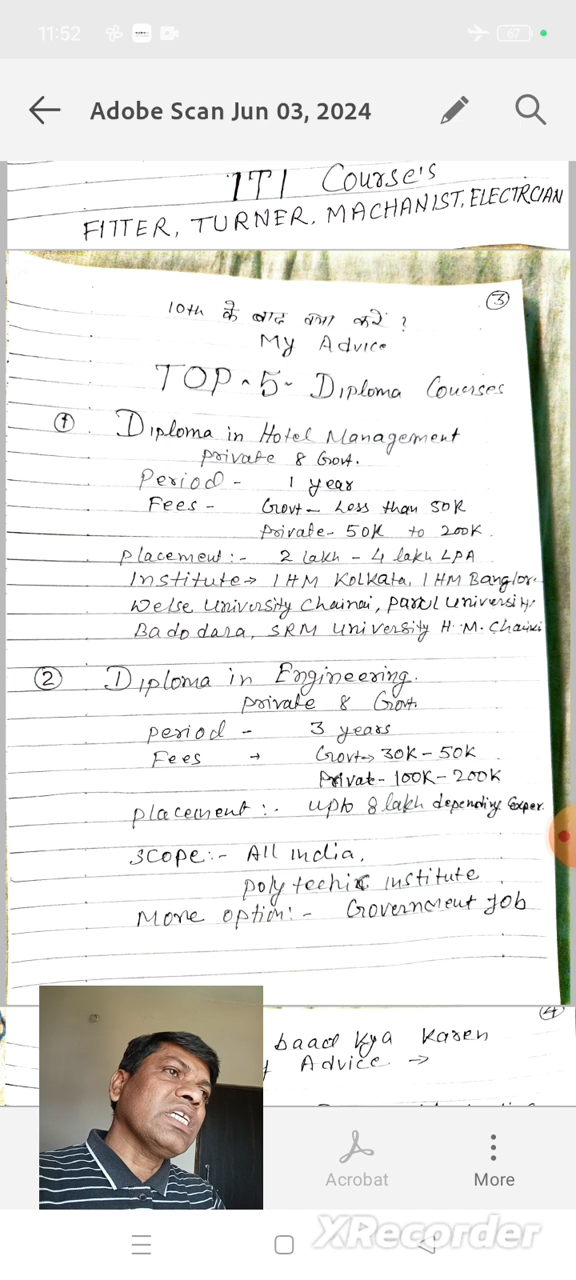 11:52
67
Adobe Scan Jun 03, 2024
ITI Course's
FITTER, TURNER, MACHANIST, ELECTRCIAN
3
10th के बाद क्या करें ?
My Advice
TOP-5- Diploma Courses
1 Diploma in Hotel Management
private & Govt.
Period - 1 year
Fees - Govt- Less than 50K
private- 50K to 200K
Placement:- 2 lakh - 4 lakh LPA
Institute→ IHM Kolkata, IHM Banglor
Welse University Chainai, Parul University
Badodara, SRM University H.M. Chainai
2 Diploma in Engineering.
private & Govt.
Period - 3 years
Fees → Govt→ 30K-50K
Privat- 100K-200K
placement:- upto 8 lakh depending Exper.
Scope:- All india,
poly techic institute
More option:- Government Job
4
baad kya Karen
Advice →
Acrobat
More
XRecorder